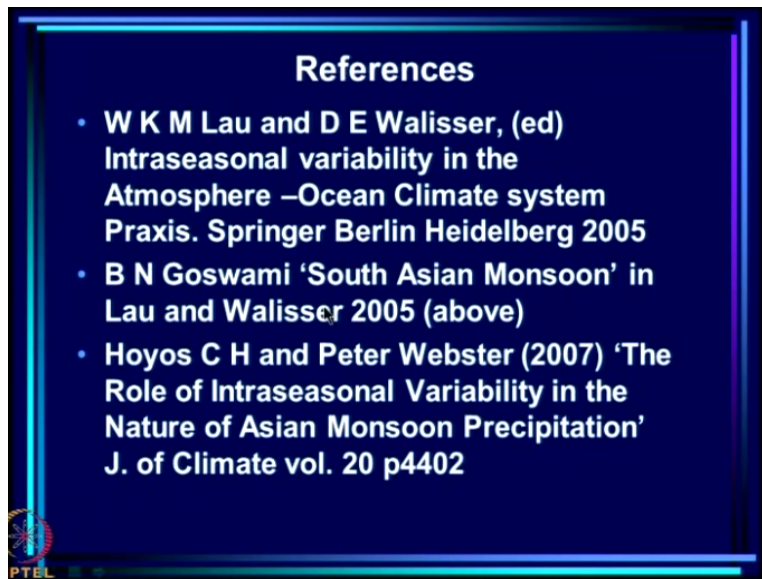 References
• W K M Lau and D E Walisser, (ed)
Intraseasonal variability in the
Atmosphere –Ocean Climate system
Praxis. Springer Berlin Heidelberg 2005
• B N Goswami ‘South Asian Monsoon’ in
Lau and Walisser 2005 (above)
• Hoyos C H and Peter Webster (2007) ‘The
Role of Intraseasonal Variability in the
Nature of Asian Monsoon Precipitation’
J. of Climate vol. 20 p4402
PTEL